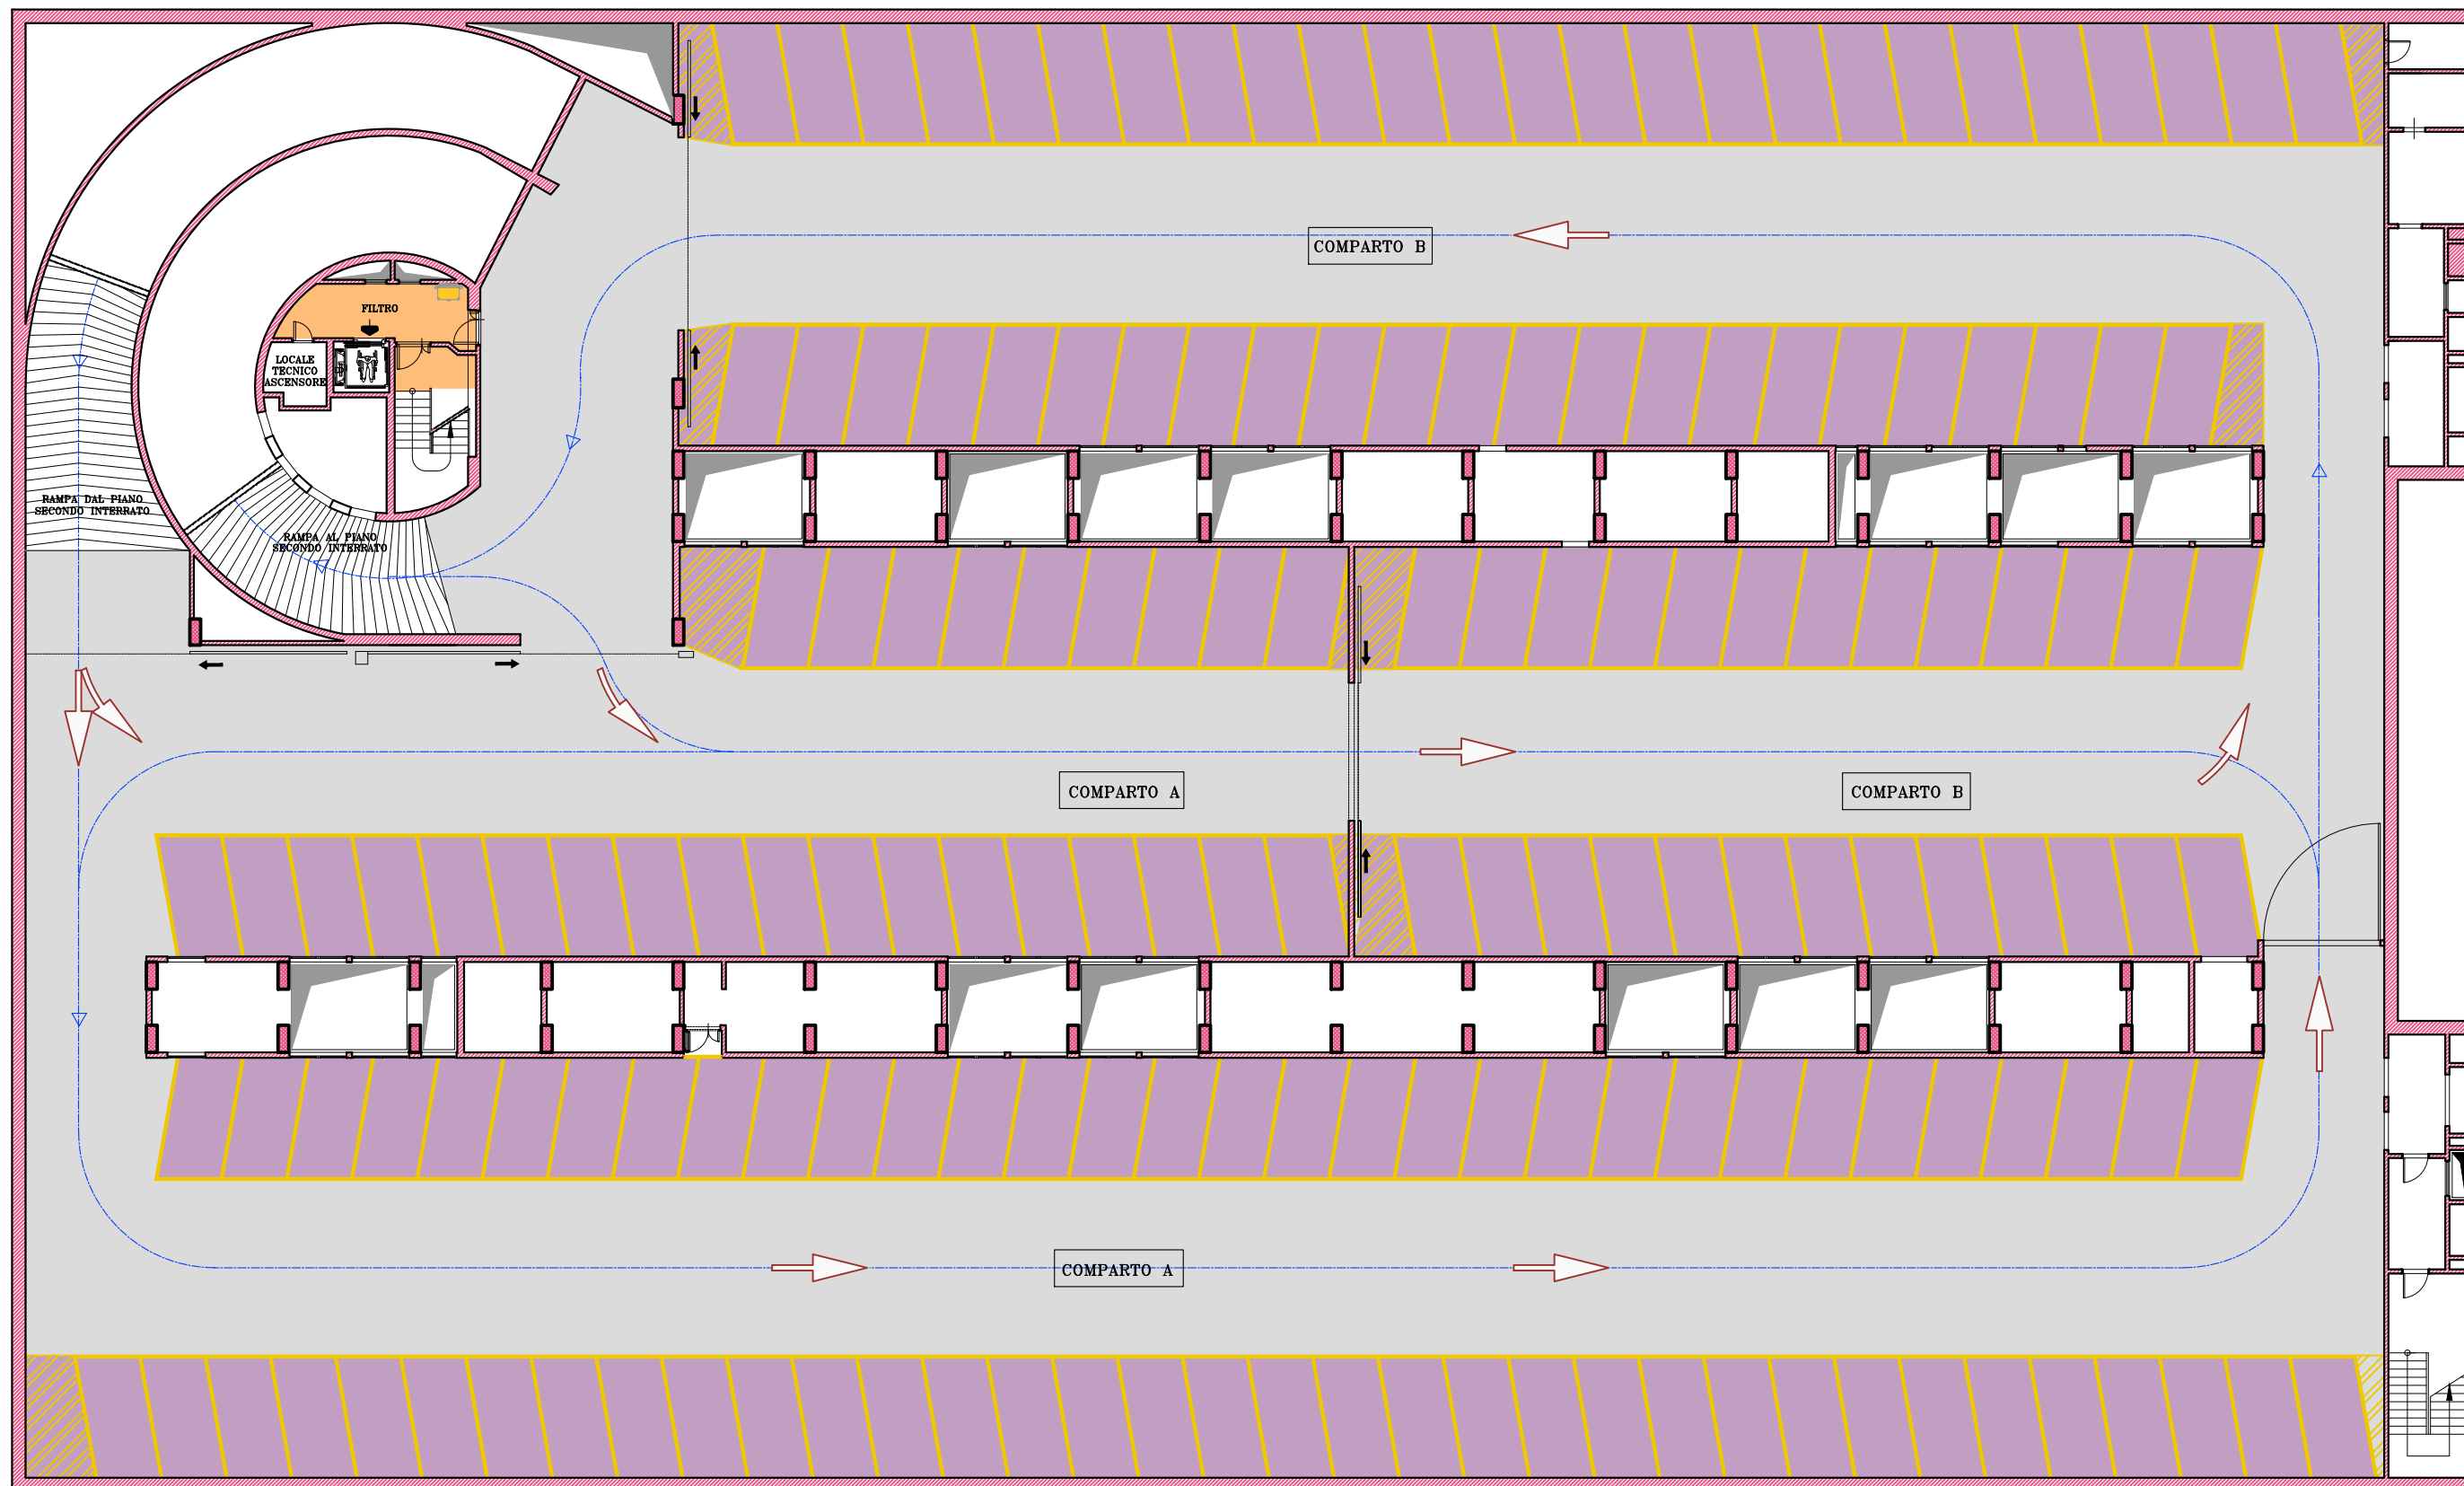 COMPARTO B
FILTRO
LOCALE
TECNICO
ASCENSORE
RAMPA DAL PIANO
SECONDO INTERRATO
RAMPA AL PIANO
SECONDO INTERRATO
COMPARTO A
COMPARTO B
COMPARTO A